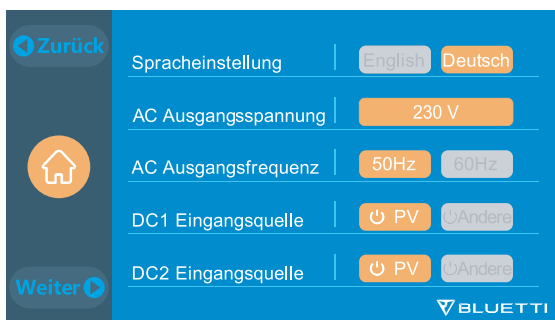 Zurück
Spracheinstellung English Deutsch
AC Ausgangsspannung 230 V
AC Ausgangsfrequenz 50Hz 60Hz
DC1 Eingangsquelle PV Andere
DC2 Eingangsquelle PV Andere
Weiter
BLUETTI